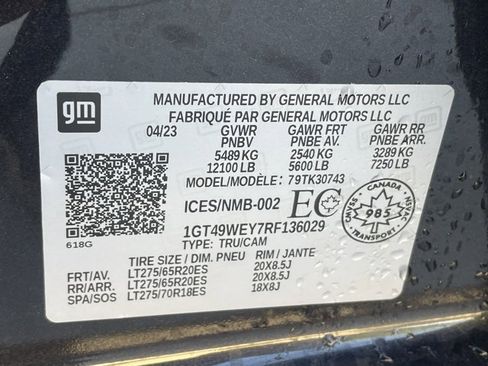 gm
MANUFACTURED BY GENERAL MOTORS LLC
FABRIQUÉ PAR GENERAL MOTORS LLC
04/23 GVWR GAWR FRT GAWR RR
PNBV PNBE AV. PNBE ARR.
5489 KG 2540 KG 3289 KG
12100 LB 5600 LB 7250 LB
MODEL/MODÈLE: 79TK30743
ICES/NMB-002 EC
CANADA
985
CMVSS NSVAC
618G
1GT49WEY7RF136029
TYPE: TRU/CAM
TIRE SIZE / DIM. PNEU RIM / JANTE
FRT/AV. LT275/65R20ES 20X8.5J
RR/ARR. LT275/65R20ES 20X8.5J
SPA/SOS LT275/70R18ES 18X8J